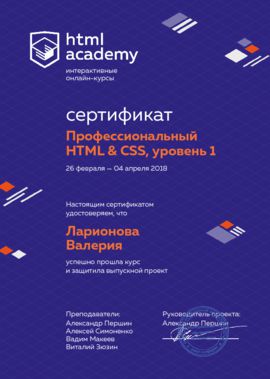 html
academy
интерактивные
онлайн-курсы
сертификат
Профессиональный
HTML & CSS, уровень 1
26 февраля — 04 апреля 2018
Настоящим сертификатом
удостоверяем, что
Ларионова
Валерия
успешно прошла курс
и защитила выпускной проект
Преподаватели:
Александр Першин
Алексей Симоненко
Вадим Макеев
Виталий Зюзин
Руководитель проекта:
Александр Першин